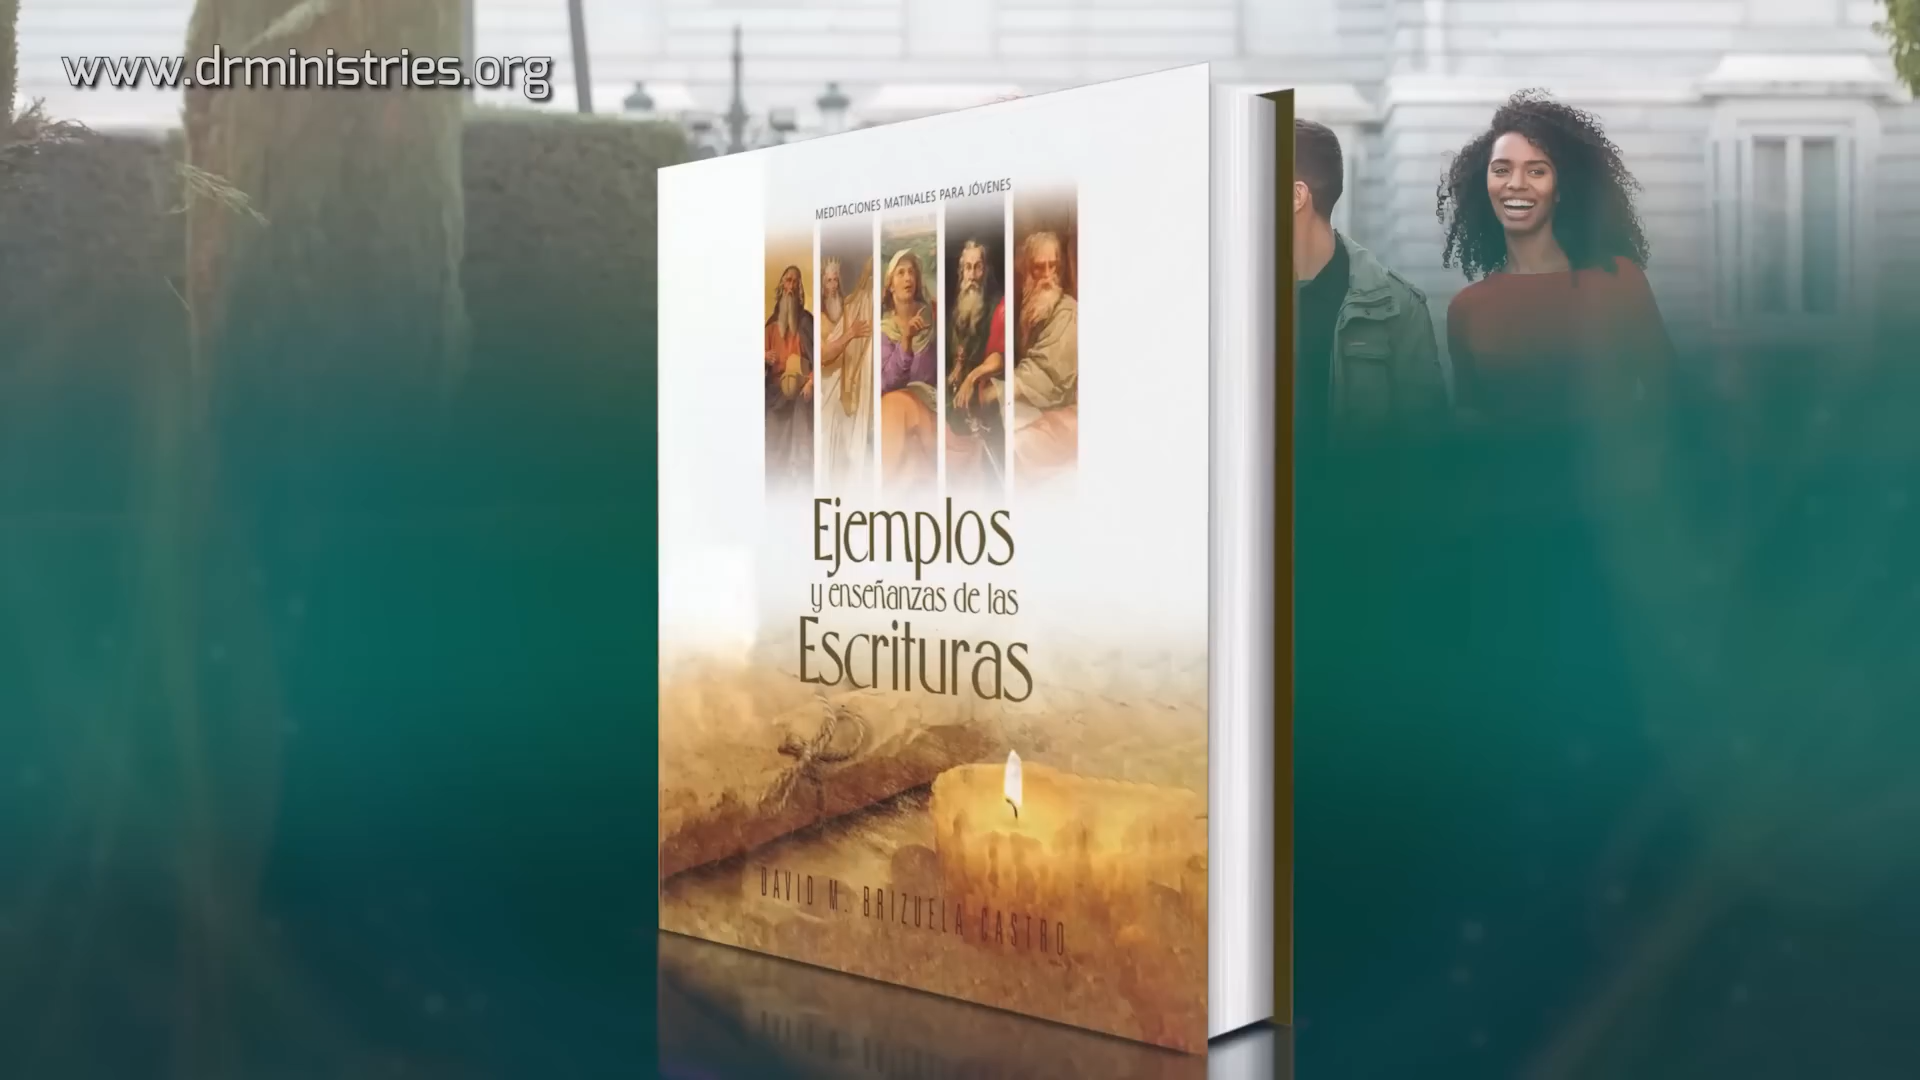 www.drministries.org
MEDITACIONES MATINALES PARA JÓVENES
Ejemplos
y enseñanzas de las
Escrituras
DAVID M. BRIZUELA CASTRO